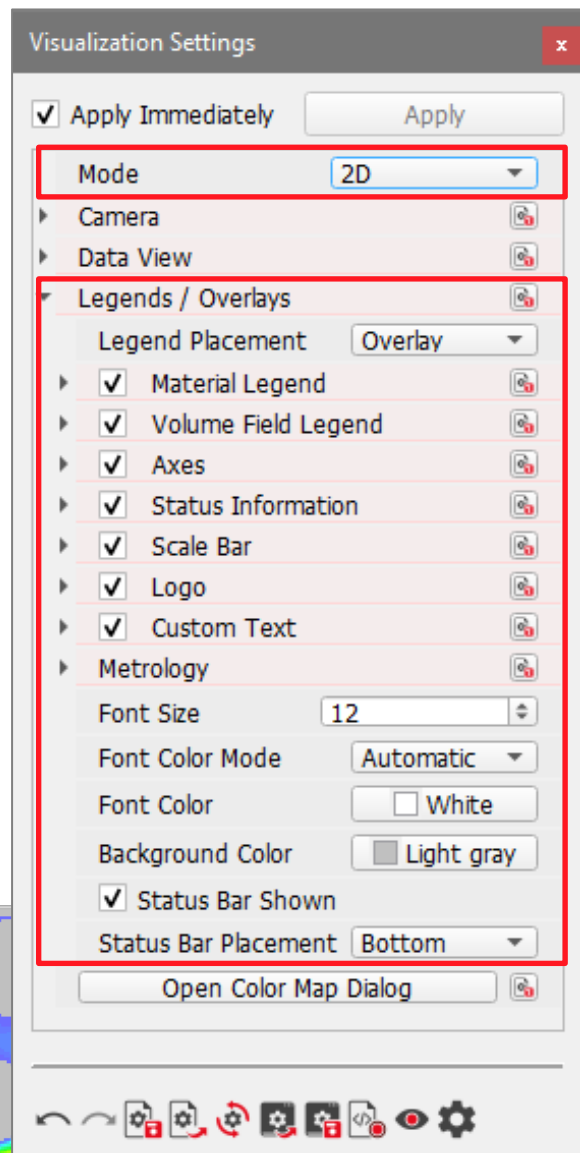 Visualization Settings x
Apply Immediately Apply
Mode 2D
Camera
Data View
Legends / Overlays
Legend Placement Overlay
Material Legend
Volume Field Legend
Axes
Status Information
Scale Bar
Logo
Custom Text
Metrology
Font Size 12
Font Color Mode Automatic
Font Color White
Background Color Light gray
Status Bar Shown
Status Bar Placement Bottom
Open Color Map Dialog